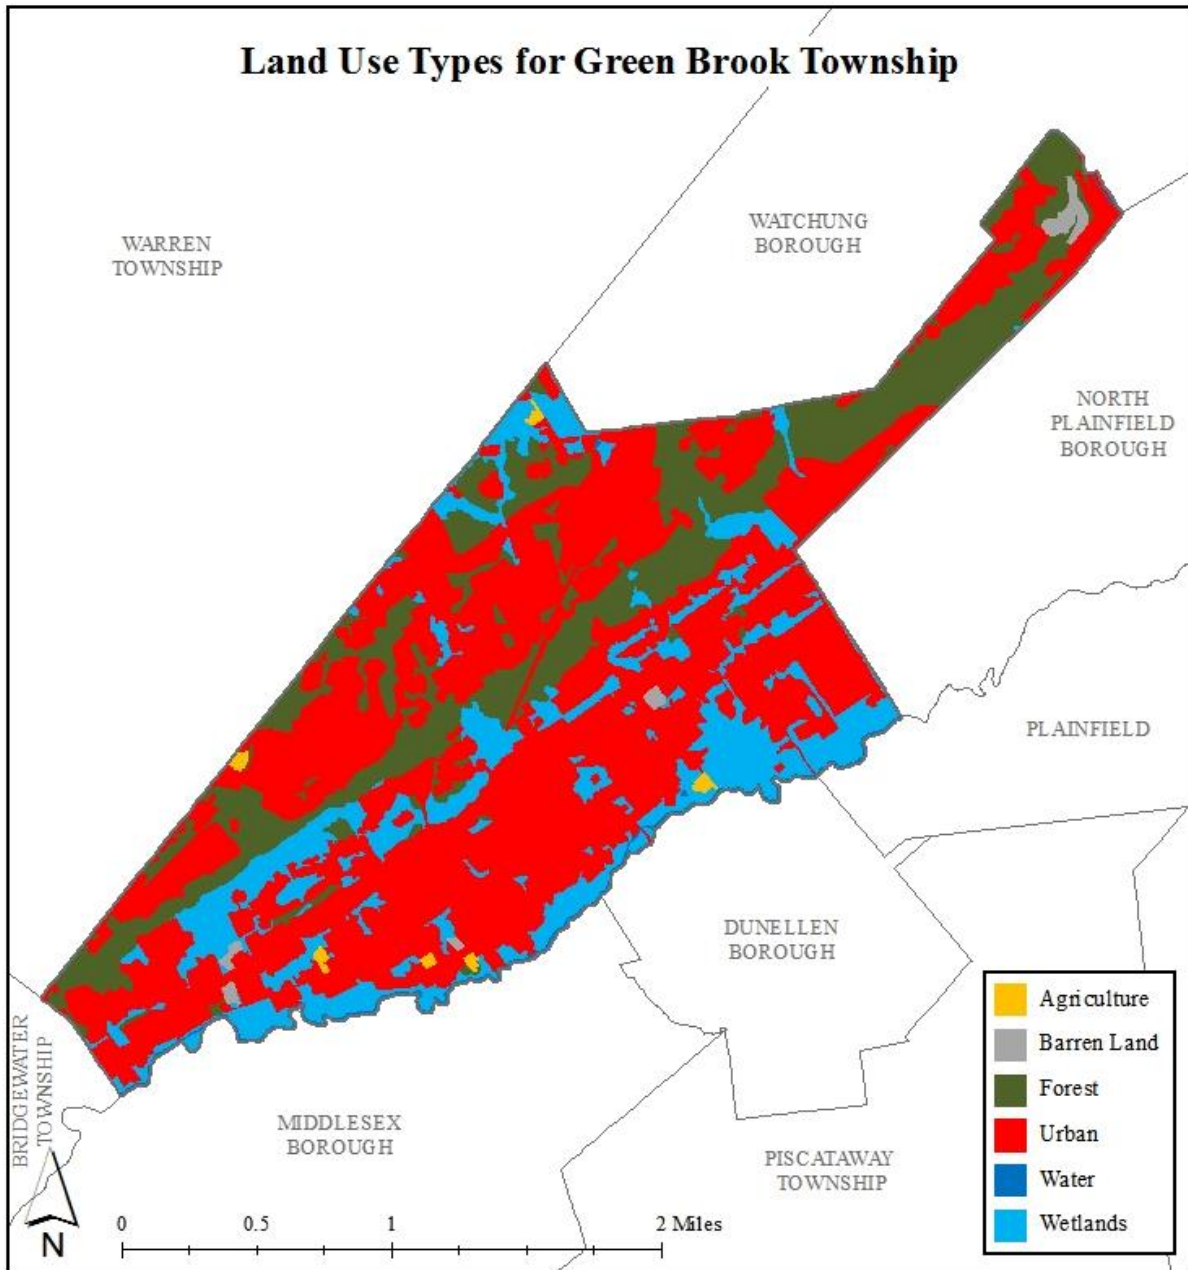 Land Use Types for Green Brook Township
WARREN
TOWNSHIP
WATCHUNG
BOROUGH
NORTH
PLAINFIELD
BOROUGH
PLAINFIELD
DUNELLEN
BOROUGH
BRIDGEWATER
TOWNSHIP
MIDDLESEX
BOROUGH
PISCATAWAY
TOWNSHIP
Agriculture
Barren Land
Forest
Urban
Water
Wetlands
N
0 0.5 1 2 Miles